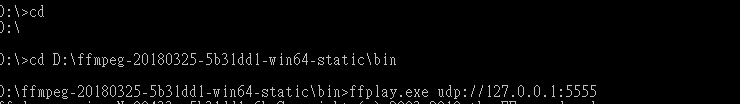 D:\>cd
D:\
D:\>cd D:\ffmpeg-20180325-5b31dd1-win64-static\bin
D:\ffmpeg-20180325-5b31dd1-win64-static\bin>ffplay.exe udp://127.0.0.1:5555